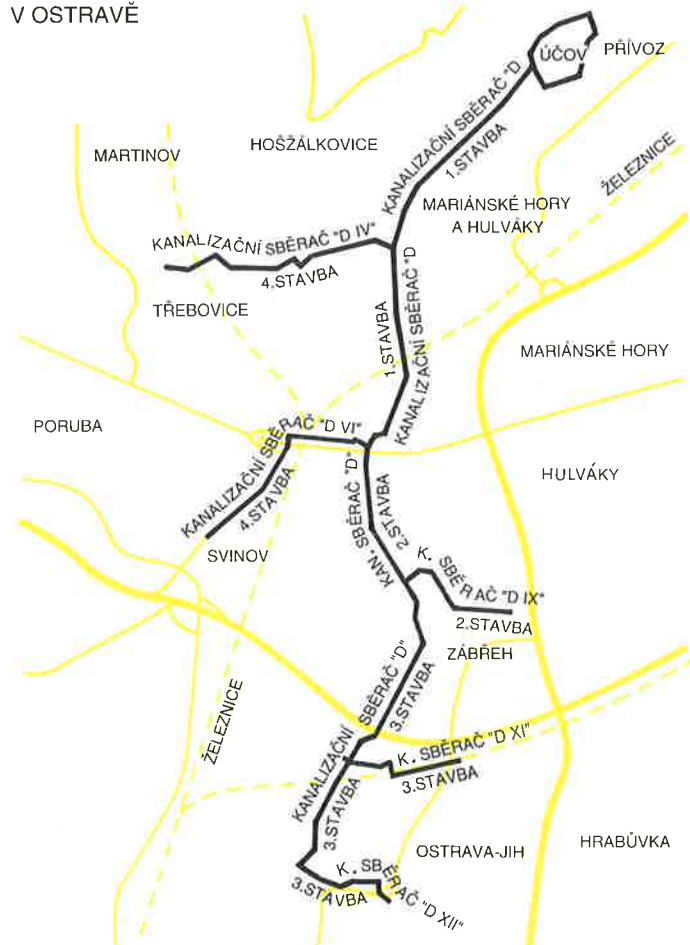 V OSTRAVĚ
ÚČOV
PŘÍVOZ
KANALIZAČNÍ SBĚRAČ "D
1.STAVBA
HOŠŽÁLKOVICE
MARTINOV
ŽELEZNICE
MARIÁNSKÉ HORY
A HULVÁKY
KANALIZAČNÍ SBĚRAČ "D IV"
4.STAVBA
TŘEBOVICE
1.STAVBA
KANALIZAČNÍ SBĚRAČ "D
MARIÁNSKÉ HORY
PORUBA
KANALIZAČNÍ SBĚRAČ "D VI"
4.STAVBA
HULVÁKY
KAN. SBĚRAČ "D"
2.STAVBA
SVINOV
K. SBĚRAČ "D IX"
2.STAVBA
ZÁBŘEH
ŽELEZNICE
KANALIZAČNÍ SBĚRAČ "D"
3.STAVBA
K. SBĚRAČ "D XI"
3.STAVBA
3.STAVBA
OSTRAVA-JIH
HRABŮVKA
K. SBĚRAČ "D XII"
3.STAVBA